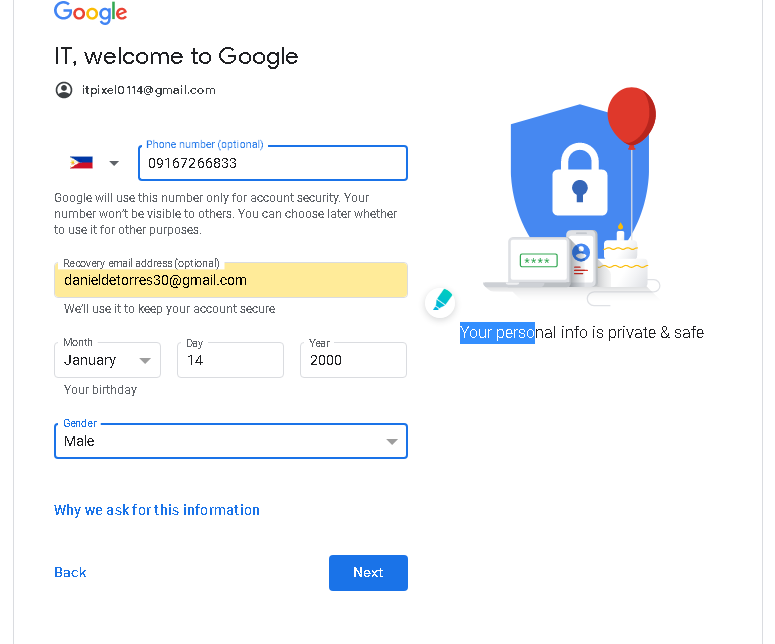 Google
IT, welcome to Google
itpixel0114@gmail.com
Phone number (optional)
09167266833
Google will use this number only for account security. Your
number won't be visible to others. You can choose later whether
to use it for other purposes.
Recovery email address (optional)
danieldetorres30@gmail.com
We'll use it to keep your account secure
Month
January
Day
14
Year
2000
Your birthday
Gender
Male
Why we ask for this information
Back
Next
****
Your personal info is private & safe